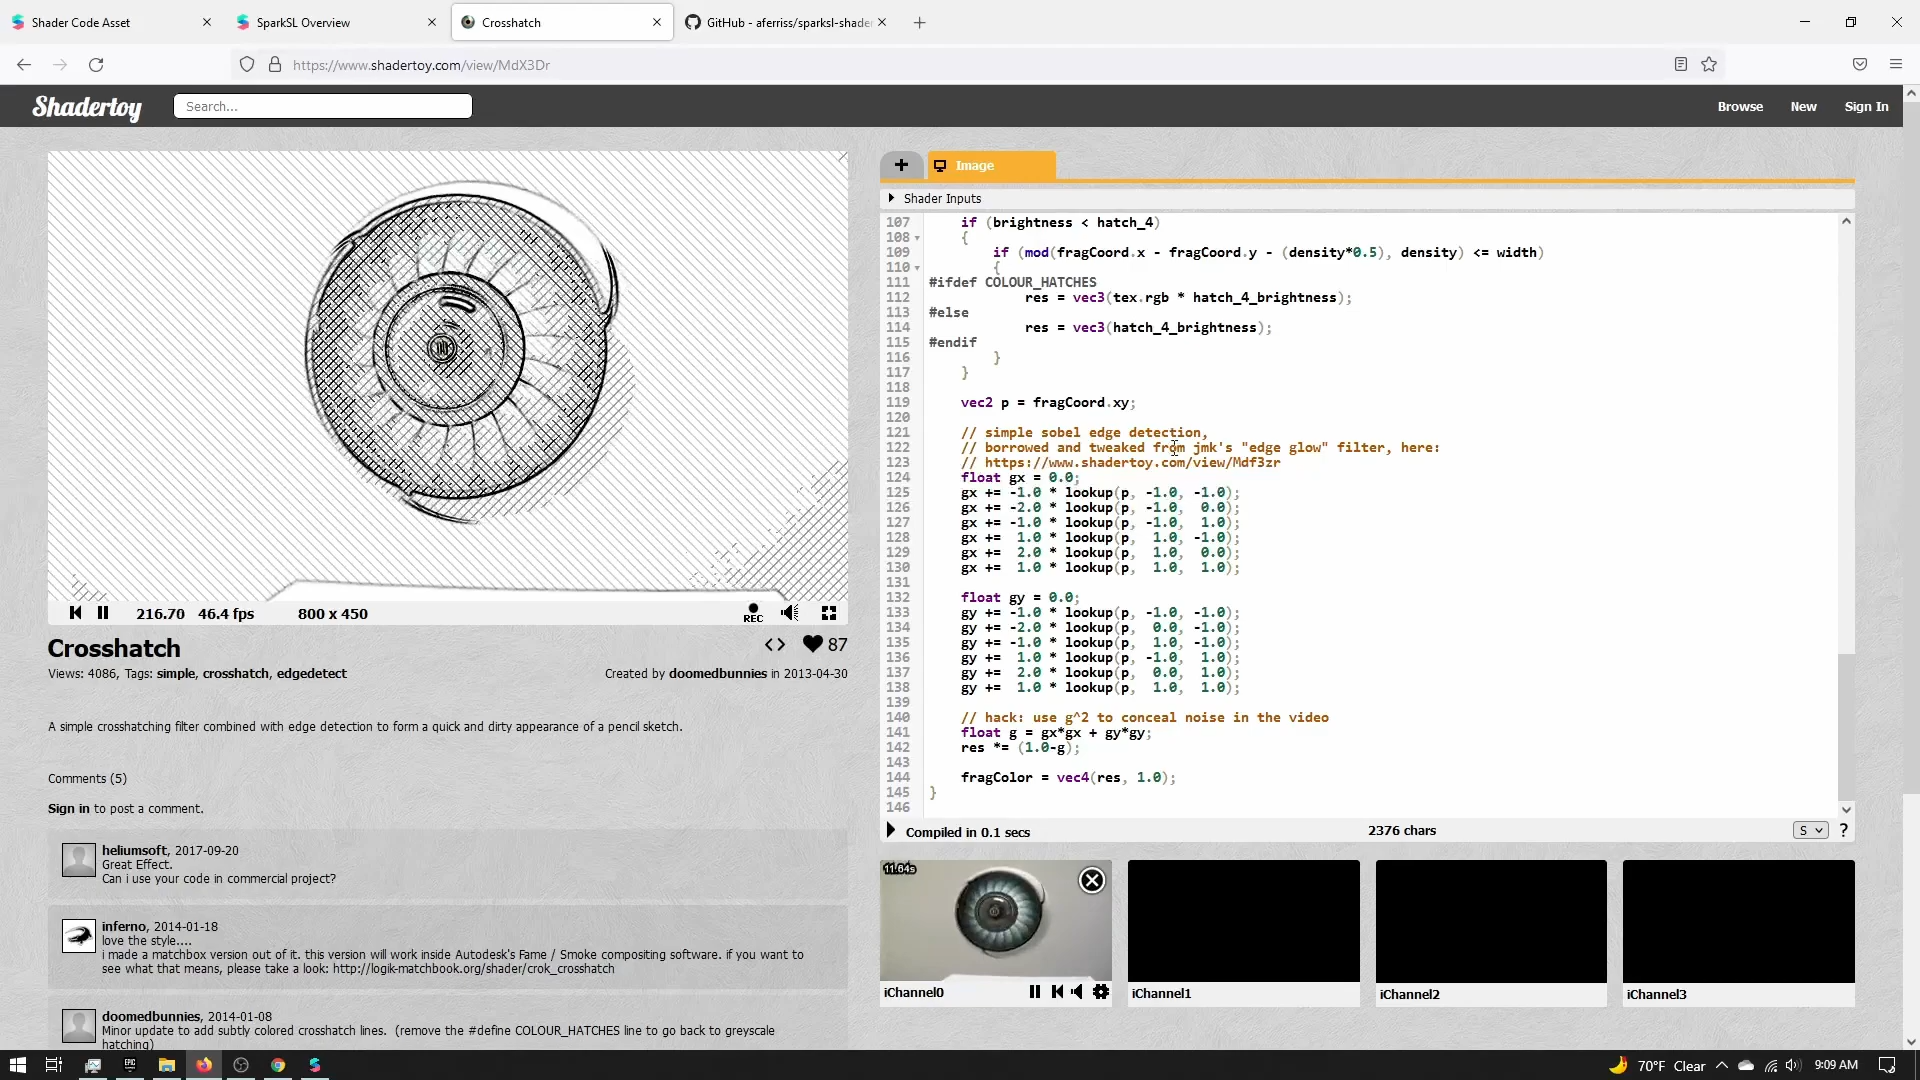 Shader Code Asset
SparkSL Overview
Crosshatch
GitHub - aferriss/sparksl-shader
https://www.shadertoy.com/view/MdX3Dr
Shadertoy
Search...
Browse
New
Sign In
216.70
46.4 fps
800 x 450
REC
Crosshatch
87
Views: 4086, Tags: simple, crosshatch, edgedetect
Created by doomedbunnies in 2013-04-30
A simple crosshatching filter combined with edge detection to form a quick and dirty appearance of a pencil sketch.
Comments (5)
Sign in to post a comment.
heliumsoft, 2017-09-20
Great Effect.
Can i use your code in commercial project?
inferno, 2014-01-18
love the style....
i made a matchbox version out of it. this version will work inside Autodesk's Fame / Smoke compositing software. if you want to
see what that means, please take a look: http://logik-matchbook.org/shader/crok_crosshatch
doomedbunnies, 2014-01-08
Minor update to add subtly colored crosshatch lines. (remove the #define COLOUR_HATCHES line to go back to greyscale
hatching)
+
Image
Shader Inputs
107 if (brightness < hatch_4)
108 {
109 if (mod(fragCoord.x - fragCoord.y - (density*0.5), density) <= width)
110 {
111 #ifdef COLOUR_HATCHES
112 res = vec3(tex.rgb * hatch_4_brightness);
113 #else
114 res = vec3(hatch_4_brightness);
115 #endif
116 }
117 }
118
119 vec2 p = fragCoord.xy;
120
121 // simple sobel edge detection,
122 // borrowed and tweaked from jmk's "edge glow" filter, here:
123 // https://www.shadertoy.com/view/Mdf3zr
124 float gx = 0.0;
125 gx += -1.0 * lookup(p, -1.0, -1.0);
126 gx += -2.0 * lookup(p, -1.0, 0.0);
127 gx += -1.0 * lookup(p, -1.0, 1.0);
128 gx += 1.0 * lookup(p, 1.0, -1.0);
129 gx += 2.0 * lookup(p, 1.0, 0.0);
130 gx += 1.0 * lookup(p, 1.0, 1.0);
131
132 float gy = 0.0;
133 gy += -1.0 * lookup(p, -1.0, -1.0);
134 gy += -2.0 * lookup(p, 0.0, -1.0);
135 gy += -1.0 * lookup(p, 1.0, -1.0);
136 gy += 1.0 * lookup(p, -1.0, 1.0);
137 gy += 2.0 * lookup(p, 0.0, 1.0);
138 gy += 1.0 * lookup(p, 1.0, 1.0);
139
140 // hack: use g^2 to conceal noise in the video
141 float g = gx*gx + gy*gy;
142 res *= (1.0-g);
143
144 fragColor = vec4(res, 1.0);
145 }
146
Compiled in 0.1 secs
2376 chars
S
?
11.64s
iChannel0
iChannel1
iChannel2
iChannel3
EPIC
70°F Clear
9:09 AM